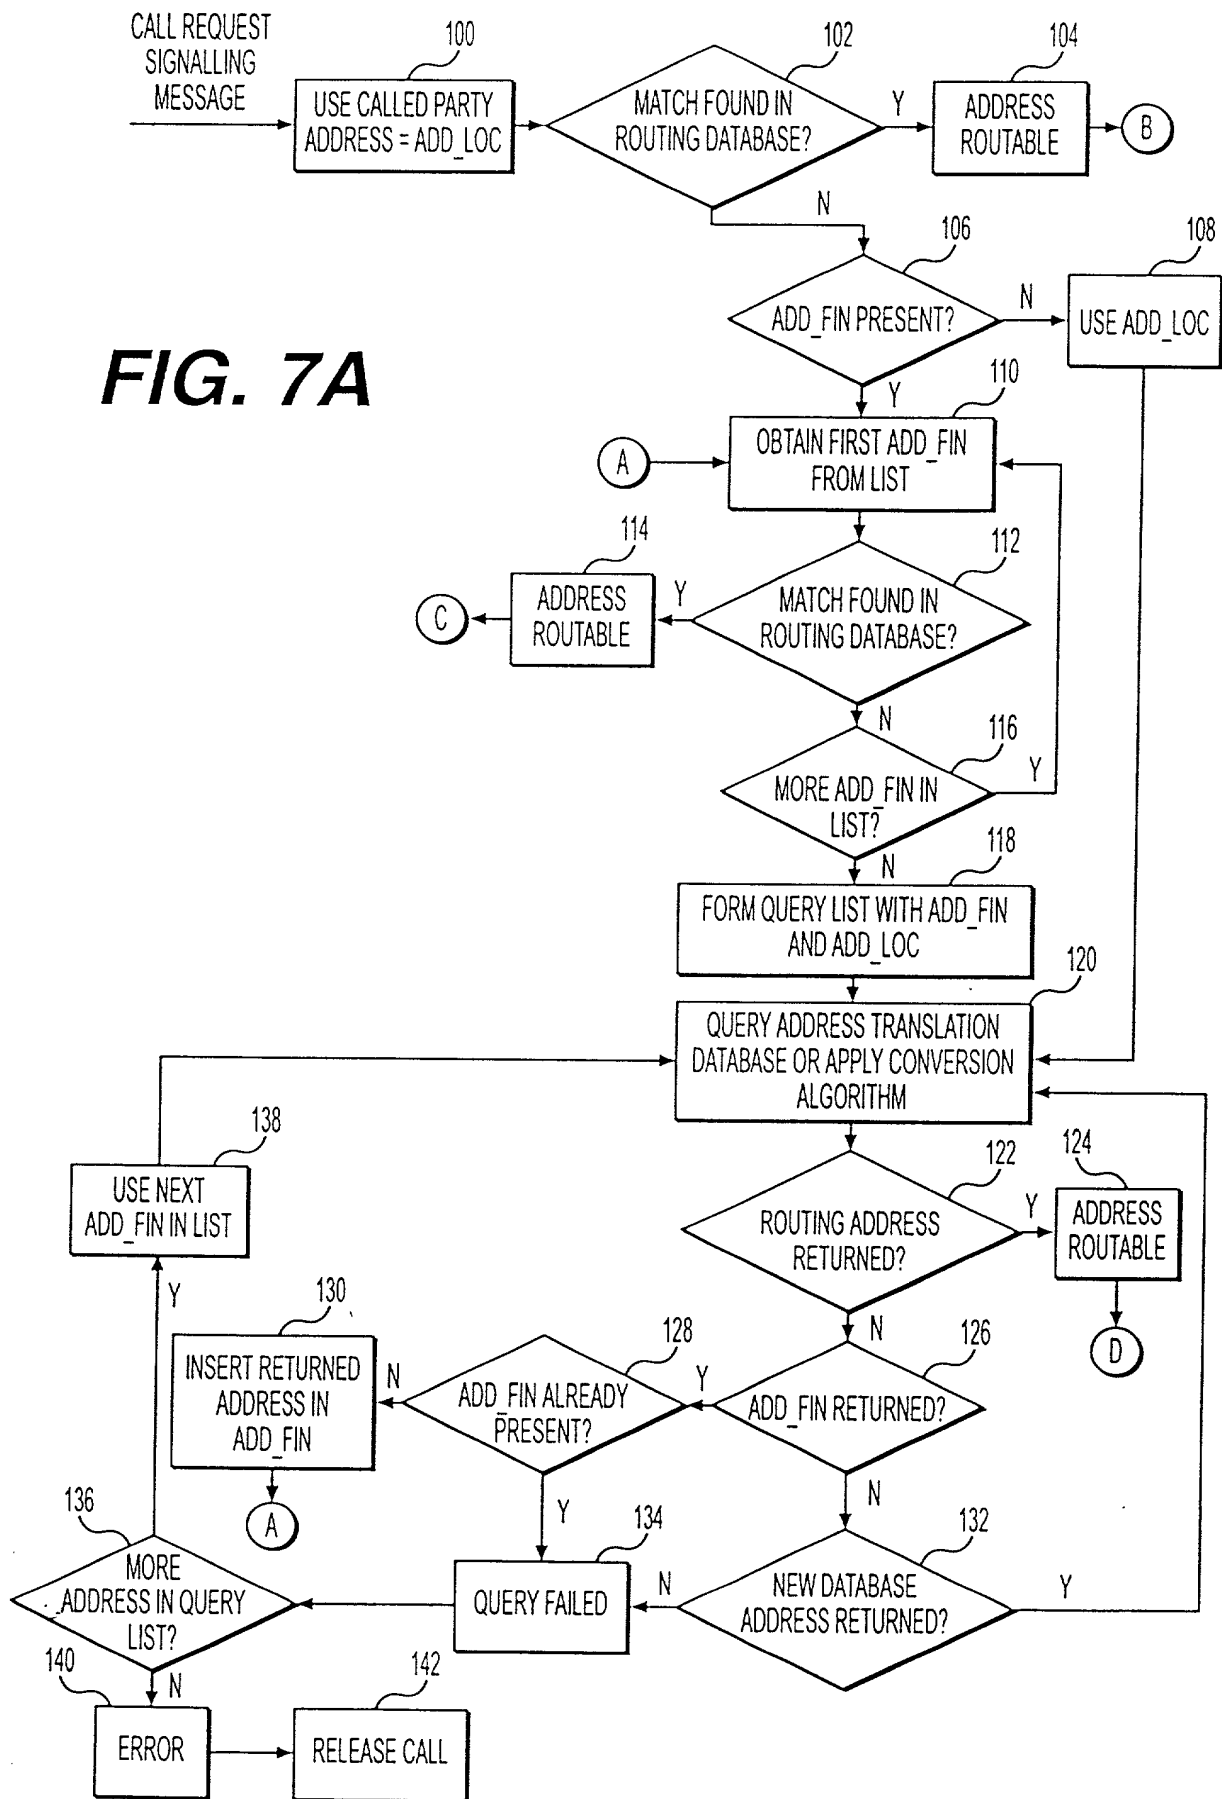 CALL REQUEST
SIGNALLING
MESSAGE
100
USE CALLED PARTY
ADDRESS = ADD_LOC
102
MATCH FOUND IN
ROUTING DATABASE?
Y
104
ADDRESS
ROUTABLE
B
N
106
ADD_FIN PRESENT?
N
108
USE ADD_LOC
FIG. 7A
Y
110
A
OBTAIN FIRST ADD_FIN
FROM LIST
112
MATCH FOUND IN
ROUTING DATABASE?
Y
114
ADDRESS
ROUTABLE
C
N
116
MORE ADD_FIN IN
LIST?
Y
N
118
FORM QUERY LIST WITH ADD_FIN
AND ADD_LOC
120
QUERY ADDRESS TRANSLATION
DATABASE OR APPLY CONVERSION
ALGORITHM
138
USE NEXT
ADD_FIN IN LIST
122
ROUTING ADDRESS
RETURNED?
Y
124
ADDRESS
ROUTABLE
D
N
126
ADD_FIN RETURNED?
Y
128
ADD_FIN ALREADY
PRESENT?
N
130
INSERT RETURNED
ADDRESS IN
ADD_FIN
A
Y
Y
N
132
NEW DATABASE
ADDRESS RETURNED?
Y
N
134
QUERY FAILED
136
MORE
ADDRESS IN QUERY
LIST?
N
140
ERROR
142
RELEASE CALL